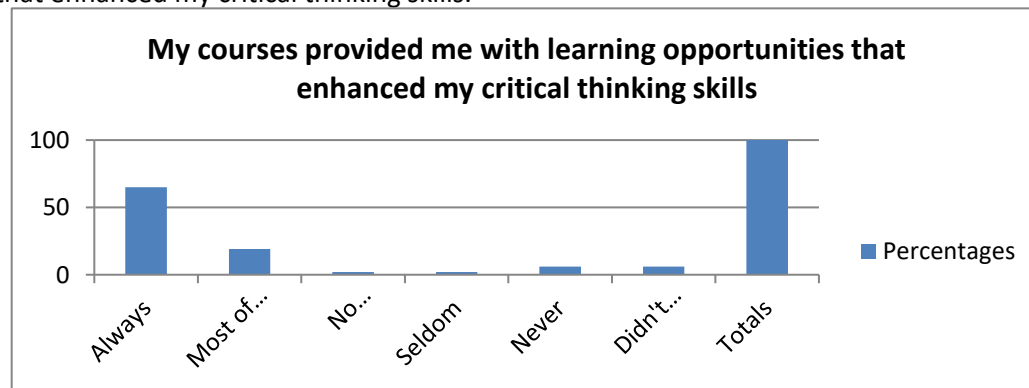 that enhanced my critical thinking skills.
My courses provided me with learning opportunities that
enhanced my critical thinking skills
100
50
0
Always
Most of...
No...
Seldom
Never
Didn't...
Totals
Percentages